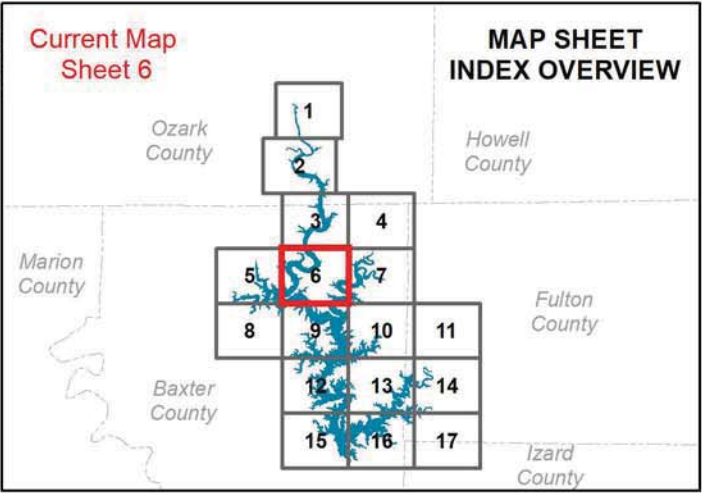 Current Map
Sheet 6
MAP SHEET
INDEX OVERVIEW
1
Ozark
County
Howell
County
2
3
4
Marion
County
5
6
7
Fulton
County
8
9
10
11
Baxter
County
12
13
14
15
16
17
Izard
County